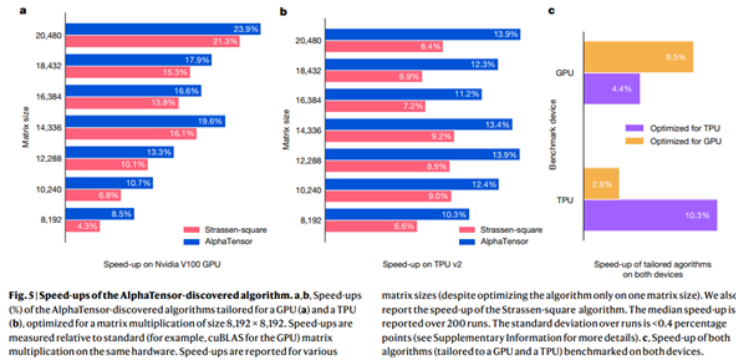 a
Matrix size
20,480
23.9%
21.3%
18,432
17.9%
15.3%
16,384
16.6%
13.8%
14,336
19.6%
16.1%
12,288
13.3%
10.1%
10,240
10.7%
6.8%
8,192
8.5%
4.3%
Strassen-square
AlphaTensor
Speed-up on Nvidia V100 GPU
b
Matrix size
20,480
13.9%
8.4%
18,432
12.3%
6.9%
16,384
11.2%
7.2%
14,336
13.4%
9.2%
12,288
13.9%
8.9%
10,240
12.4%
9.0%
8,192
10.3%
6.6%
Strassen-square
AlphaTensor
Speed-up on TPU v2
c
Benchmark device
GPU
8.5%
4.4%
Optimized for TPU
Optimized for GPU
TPU
2.8%
10.3%
Speed-up of tailored agorithms
on both devices
Fig. 5 | Speed-ups of the AlphaTensor-discovered algorithm. a,b, Speed-ups
(%) of the AlphaTensor-discovered algorithms tailored for a GPU (a) and a TPU
(b), optimized for a matrix multiplication of size 8,192 × 8,192. Speed-ups are
measured relative to standard (for example, cuBLAS for the GPU) matrix
multiplication on the same hardware. Speed-ups are reported for various
matrix sizes (despite optimizing the algorithm only on one matrix size). We also
report the speed-up of the Strassen-square algorithm. The median speed-up is
reported over 200 runs. The standard deviation over runs is <0.4 percentage
points (see Supplementary Information for more details). c, Speed-up of both
algorithms (tailored to a GPU and a TPU) benchmarked on both devices.